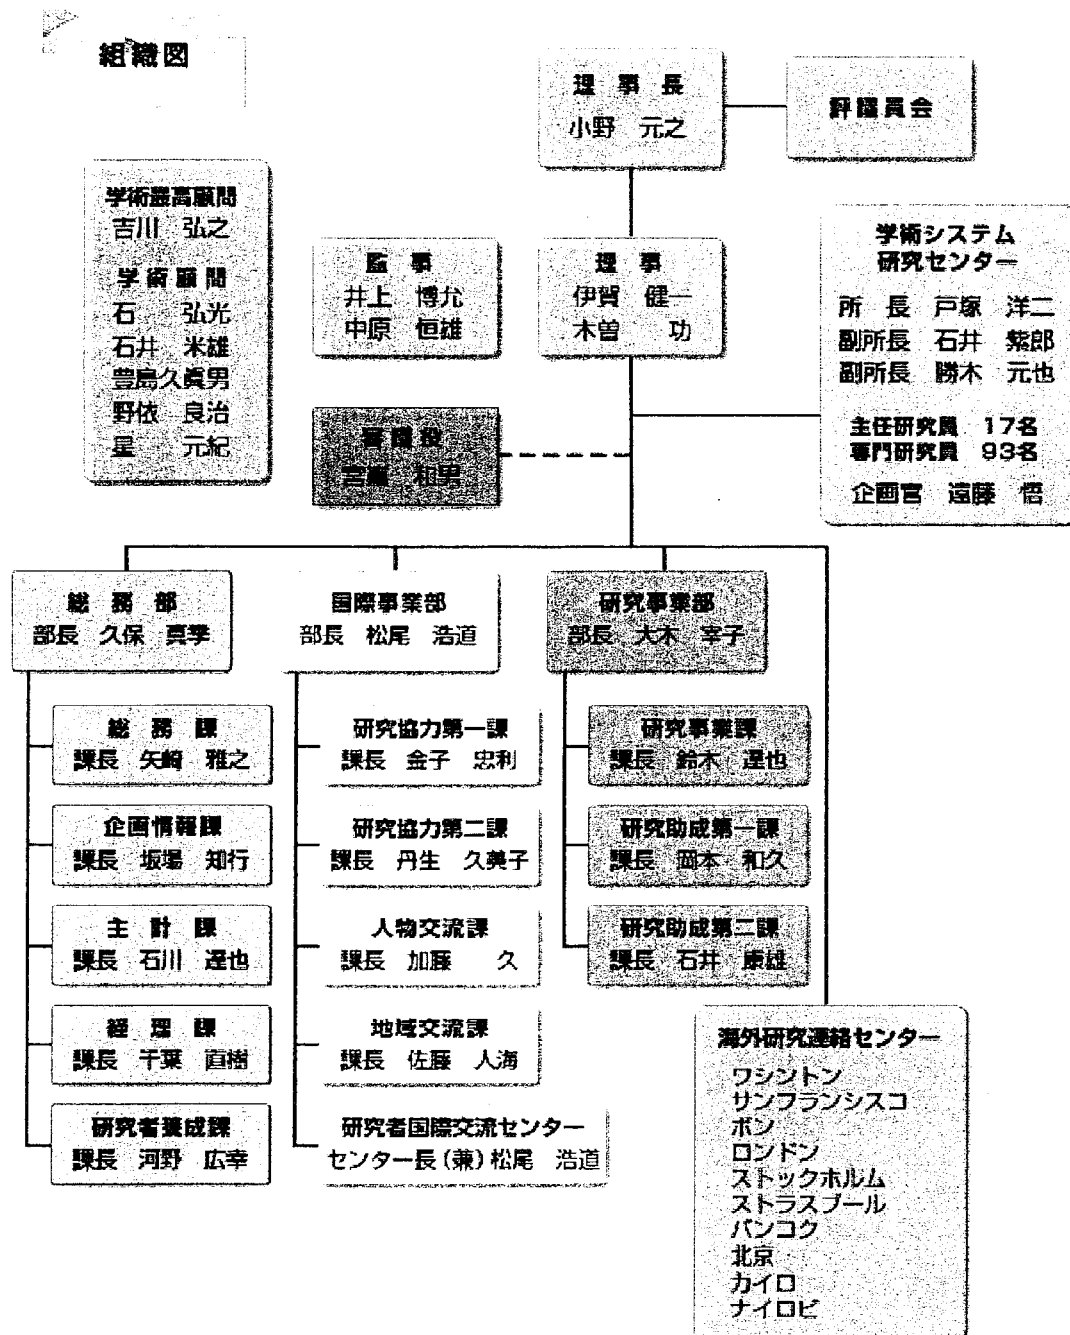 組織図
理事長
小野 元之
評議員会
学術最高顧問
吉川 弘之
学術顧問
石 弘光
石井 米雄
豊島久眞男
野依 良治
星 元紀
監事
井上 博允
中原 恒雄
理事
伊賀 健一
木曽 功
学術システム
研究センター
所長 戸塚 洋二
副所長 石井 紫郎
副所長 勝木 元也
主任研究員 17名
専門研究員 93名
企画官 遠藤 悟
審議役
和男
総務部
部長 久保 真季
国際事業部
部長 松尾 浩道
研究事業部
部長 大木 宰子
総務課
課長 矢崎 雅之
企画情報課
課長 坂場 知行
主計課
課長 石川 達也
経理課
課長 千葉 直樹
研究者養成課
課長 河野 広幸
研究協力第一課
課長 金子 忠利
研究協力第二課
課長 丹生 久美子
人物交流課
課長 加藤 久
地域交流課
課長 佐藤 人海
研究者国際交流センター
センター長(兼)松尾 浩道
研究事業課
課長 鈴木 達也
研究助成第一課
課長 岡本 和久
研究助成第二課
課長 石井 康雄
海外研究連絡センター
ワシントン
サンフランシスコ
ボン
ロンドン
ストックホルム
ストラスブール
バンコク
北京
カイロ
ナイロビ